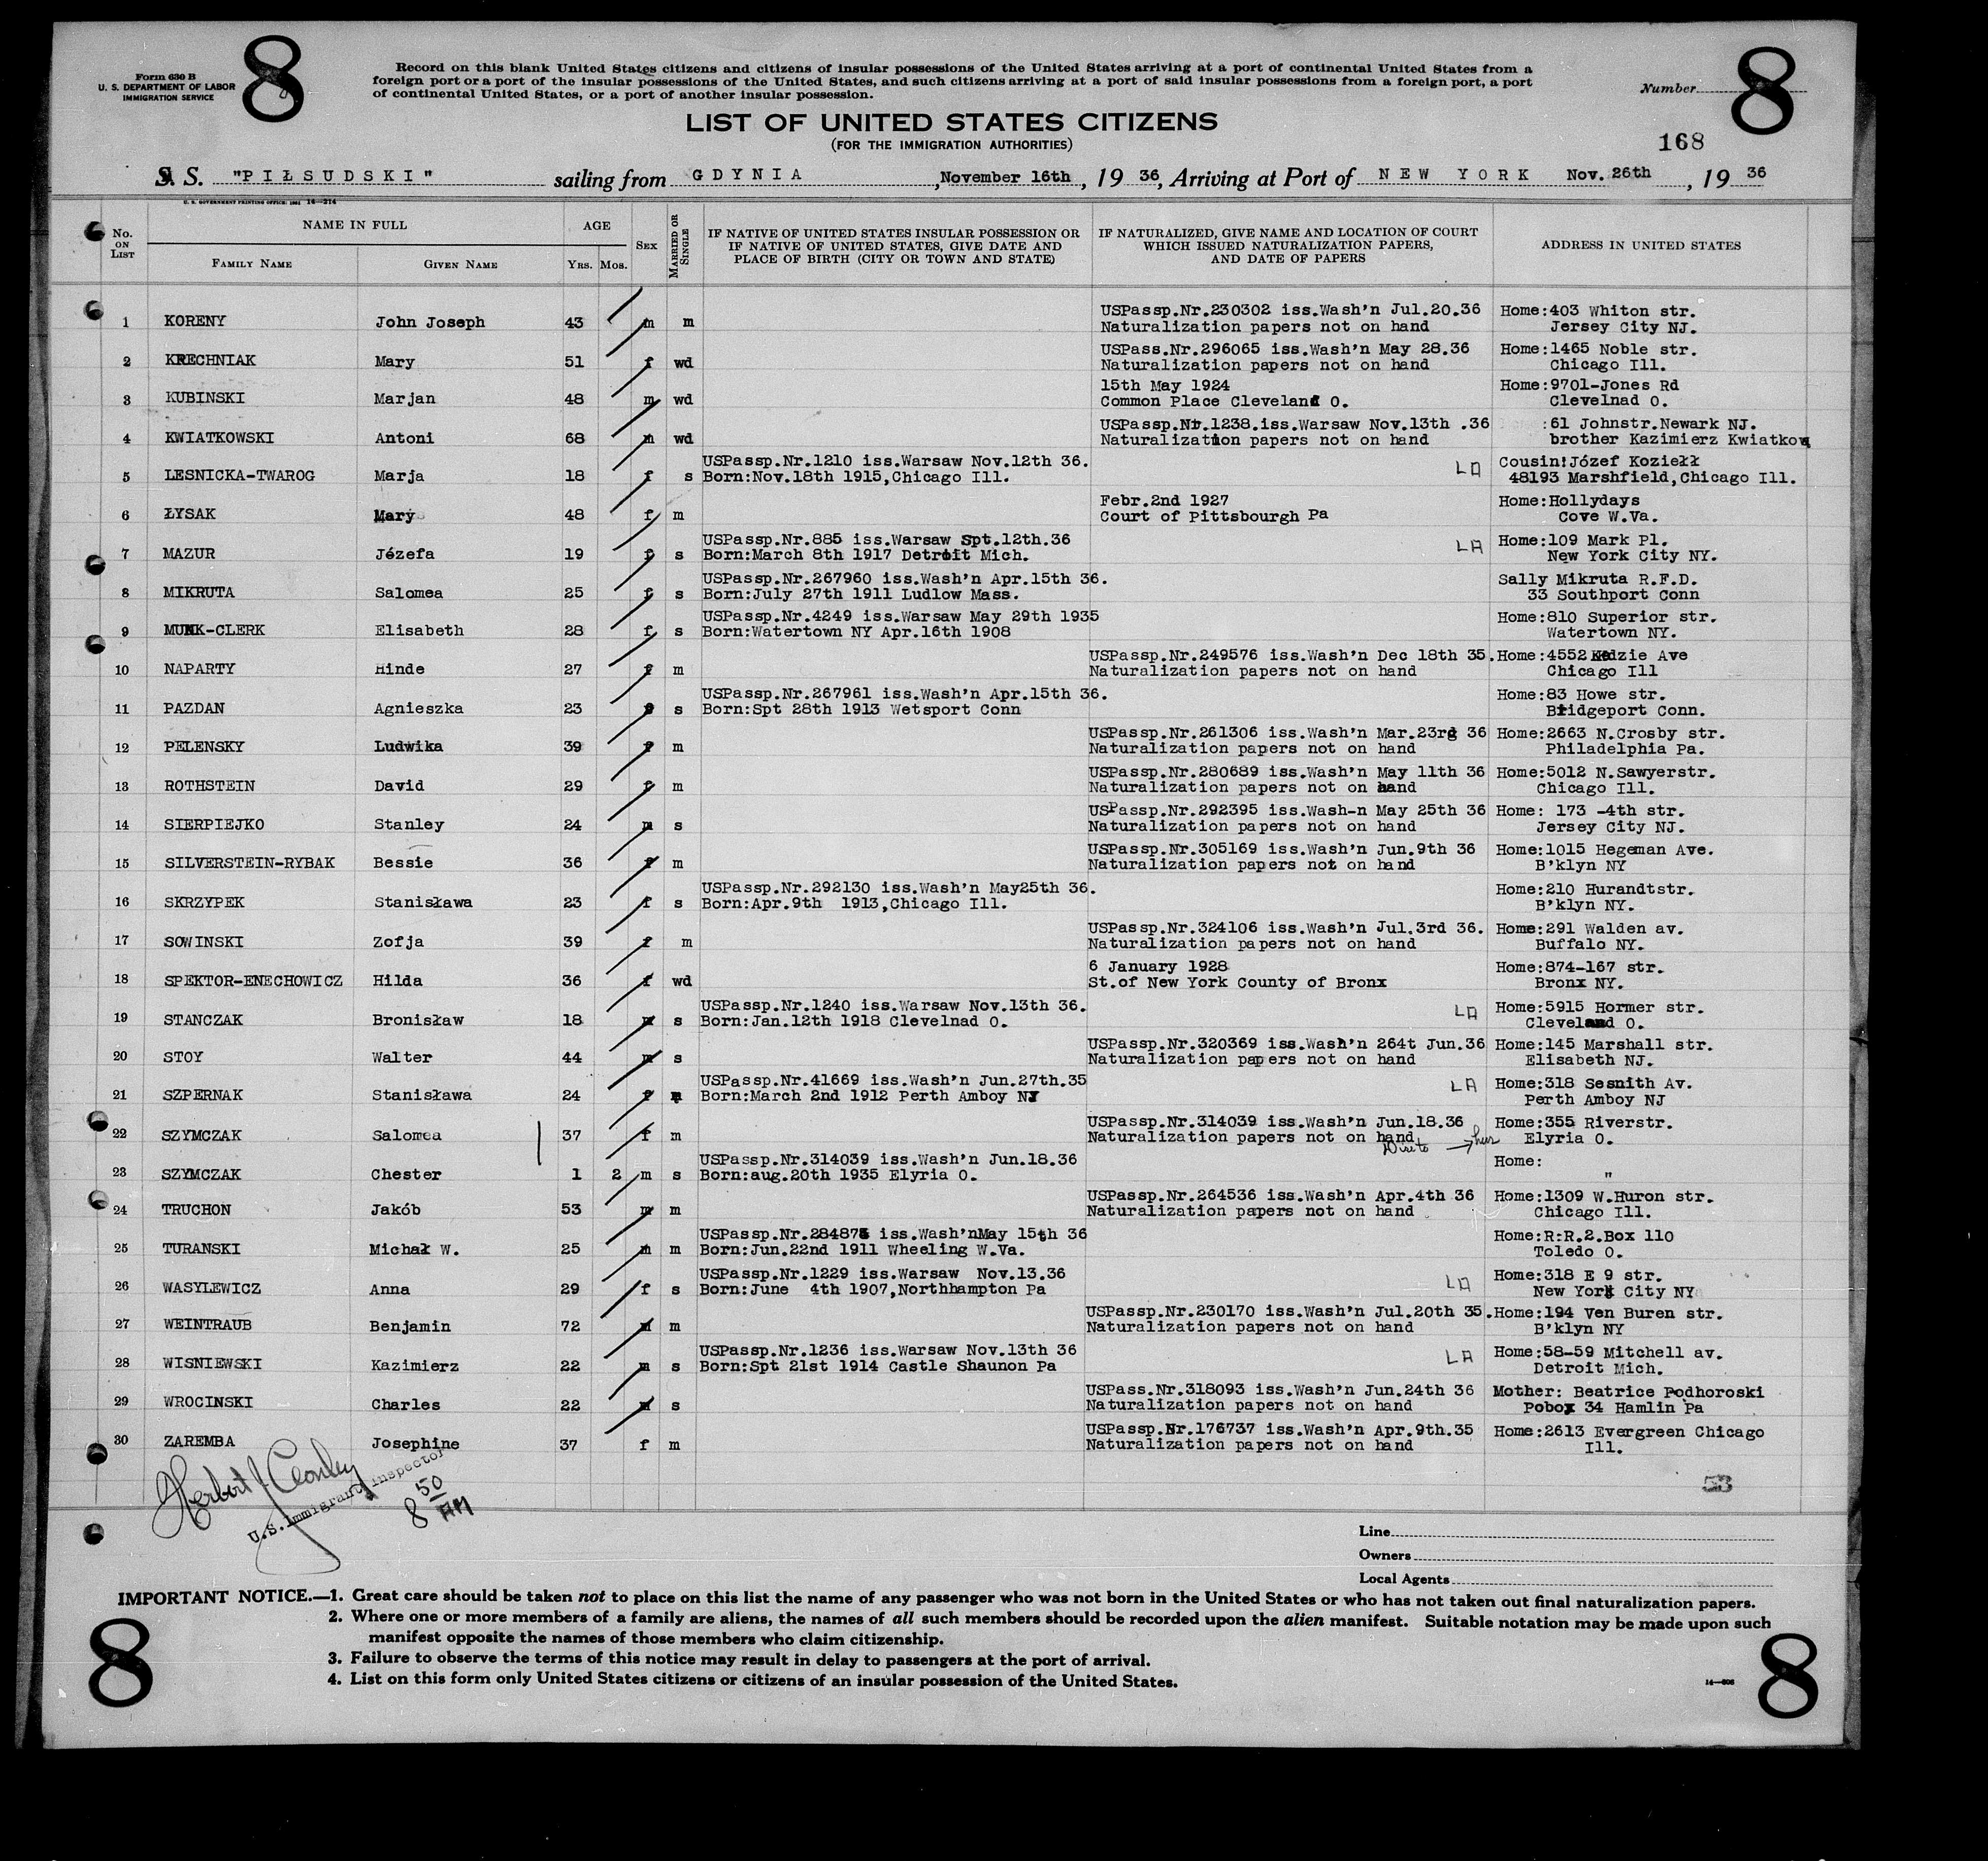 8
Form 630 B
U. S. DEPARTMENT OF LABOR
IMMIGRATION SERVICE
Record on this blank United States citizens and citizens of insular possessions of the United States arriving at a port of continental United States from a
foreign port or a port of the insular possessions of the United States, and such citizens arriving at a port of said insular possessions from a foreign port, a port
of continental United States, or a port of another insular possession.
Number
8
LIST OF UNITED STATES CITIZENS
(FOR THE IMMIGRATION AUTHORITIES)
168
S. S. "PIŁSUDSKI" sailing from GDYNIA, November 16th, 19 36, Arriving at Port of NEW YORK Nov. 26th, 19 36
U. S. GOVERNMENT PRINTING OFFICE: 14-214
No. ON LIST
NAME IN FULL
FAMILY NAME
GIVEN NAME
AGE
YRS.
MOS.
SEX
MARRIED OR SINGLE
IF NATIVE OF UNITED STATES INSULAR POSSESSION OR
IF NATIVE OF UNITED STATES, GIVE DATE AND
PLACE OF BIRTH (CITY OR TOWN AND STATE)
IF NATURALIZED, GIVE NAME AND LOCATION OF COURT
WHICH ISSUED NATURALIZATION PAPERS,
AND DATE OF PAPERS
ADDRESS IN UNITED STATES
USPassp.Nr.230302 iss.Wash'n Jul.20.36 Home:403 Whiton str.
1 KORENY John Joseph 43 m m Naturalization papers not on hand Jersey City NJ.
USPass.Nr.296065 iss.Wash'n May 28.36 Home:1465 Noble str.
2 KRECHNIAK Mary 51 f wd Naturalization papers not on hand Chicago Ill.
15th May 1924 Home:9701-Jones Rd
3 KUBINSKI Marjan 48 m wd Common Place Cleveland O. Clevelnad O.
USPassp.Nr.1238.iss.Warsaw Nov.13th .36 :61 Johnstr.Newark NJ.
4 KWIATKOWSKI Antoni 68 m wd Naturalization papers not on hand brother Kazimierz Kwiatkow
USPassp.Nr.1210 iss.Warsaw Nov.12th 36. LA Cousin:Józef Koziełł
5 LESNICKA-TWAROG Marja 18 f s Born:Nov.18th 1915,Chicago Ill. 48193 Marshfield,Chicago Ill.
Febr.2nd 1927 Home:Hollydays
6 ŁYSAK Mary 48 f m Court of Pittsbourgh Pa Cove W.Va.
USPassp.Nr.885 iss.Warsaw Spt.12th.36 LA Home:109 Mark Pl.
7 MAZUR Józefa 19 f s Born:March 8th 1917 Detroit Mich. New York City NY.
USPassp.Nr.267960 iss.Wash'n Apr.15th 36. Sally Mikruta R.F.D.
8 MIKRUTA Salomea 25 f s Born:July 27th 1911 Ludlow Mass. 33 Southport Conn
USPassp.Nr.4249 iss.Warsaw May 29th 1935 Home:810 Superior str.
9 MUNK-CLERK Elisabeth 28 f s Born:Watertown NY Apr.16th 1908 Watertown NY.
USPassp.Nr.249576 iss.Wash'n Dec 18th 35. Home:4552 Kedzie Ave
10 NAPARTY Hinde 27 f m Naturalization papers not on hand Chicago Ill
USPassp.Nr.267961 iss.Wash'n Apr.15th 36. Home:83 Howe str.
11 PAZDAN Agnieszka 23 f s Born:Spt 28th 1913 Wetsport Conn Bridgeport Conn.
USPassp.Nr.261306 iss.Wash'n Mar.23rd 36 Home:2663 N.Crosby str.
12 PELENSKY Ludwika 39 f m Naturalization papers not on hand Philadelphia Pa.
USPassp.Nr.280689 iss.Wash'n May 11th 36 Home:5012 N.Sawyerstr.
13 ROTHSTEIN David 29 f m Naturalization papers not on hand Chicago Ill.
USPassp.Nr.292395 iss.Wash-n May 25th 36 Home: 173 -4th str.
14 SIERPIEJKO Stanley 24 m s Naturalization papers not on hand Jersey City NJ.
USPassp.Nr.305169 iss.Wash'n Jun.9th 36 Home:1015 Hegeman Ave.
15 SILVERSTEIN-RYBAK Bessie 36 f m Naturalization papers not on hand B'klyn NY
USPassp.Nr.292130 iss.Wash'n May25th 36. Home:210 Hurandtstr.
16 SKRZYPEK Stanisława 23 f s Born:Apr.9th 1913,Chicago Ill. B'klyn NY.
USPassp.Nr.324106 iss.Wash'n Jul.3rd 36. Home:291 Walden av.
17 SOWINSKI Zofja 39 f m Naturalization papers not on hand Buffalo NY.
6 January 1928 Home:874-167 str.
18 SPEKTOR-ENECHOWICZ Hilda 36 f wd St.of New York County of Bronx Bronx NY.
USPassp.Nr.1240 iss.Warsaw Nov.13th 36. LA Home:5915 Hormer str.
19 STANCZAK Bronisław 18 m s Born:Jan.12th 1918 Clevelnad O. Cleveland O.
USPassp.Nr.320369 iss.Wash'n 264t Jun.36 Home:145 Marshall str.
20 STOY Walter 44 m s Naturalization papers not on hand Elisabeth NJ.
USPassp.Nr.41669 iss.Wash'n Jun.27th.35 LA Home:318 Sesnith Av.
21 SZPERNAK Stanisława 24 f m Born:March 2nd 1912 Perth Amboy NJ Perth Amboy NJ
USPassp.Nr.314039 iss.Wash'n Jun.18.36 Home:355 Riverstr.
22 SZYMCZAK Salomea 37 f m Naturalization papers not on hand Elyria O.
USPassp.Nr.314039 iss.Wash'n Jun.18.36 Home:
23 SZYMCZAK Chester 1 2 m s Born:aug.20th 1935 Elyria O. "
USPassp.Nr.264536 iss.Wash'n Apr.4th 36 Home:1309 W.Huron str.
24 TRUCHON Jakób 53 m m Naturalization papers not on hand Chicago Ill.
USPassp.Nr.284875 iss.Wash'nMay 15th 36 Home:R:R.2.Box 110
25 TURANSKI Michał W. 25 m m Born:Jun.22nd 1911 Wheeling W.Va. Toledo O.
USPassp.Nr.1229 iss.Warsaw Nov.13.36 LA Home:318 E 9 str.
26 WASYLEWICZ Anna 29 f s Born:June 4th 1907,Northhampton Pa New York City NY
USPassp.Nr.230170 iss.Wash'n Jul.20th 35. Home:194 Ven Buren str.
27 WEINTRAUB Benjamin 72 m m Naturalization papers not on hand B'klyn NY
USPassp.Nr.1236 iss.Warsaw Nov.13th 36 LA Home:58-59 Mitchell av.
28 WISNIEWSKI Kazimierz 22 m s Born:Spt 21st 1914 Castle Shaunon Pa Detroit Mich.
USPass.Nr.318093 iss.Wash'n Jun.24th 36 Mother: Beatrice Podhoroski
29 WROCINSKI Charles 22 m s Naturalization papers not on hand Pobox 34 Hamlin Pa
USPassp.Nr.176737 iss.Wash'n Apr.9th.35 Home:2613 Evergreen Chicago
30 ZAREMBA Josephine 37 f m Naturalization papers not on hand Ill.
53
Herbert J.
U.S. Immigrant Inspector
8 50 AM
Line
Owners
Local Agents
IMPORTANT NOTICE.—1. Great care should be taken not to place on this list the name of any passenger who was not born in the United States or who has not taken out final naturalization papers.
2. Where one or more members of a family are aliens, the names of all such members should be recorded upon the alien manifest. Suitable notation may be made upon such
manifest opposite the names of those members who claim citizenship.
3. Failure to observe the terms of this notice may result in delay to passengers at the port of arrival.
4. List on this form only United States citizens or citizens of an insular possession of the United States.
8
8